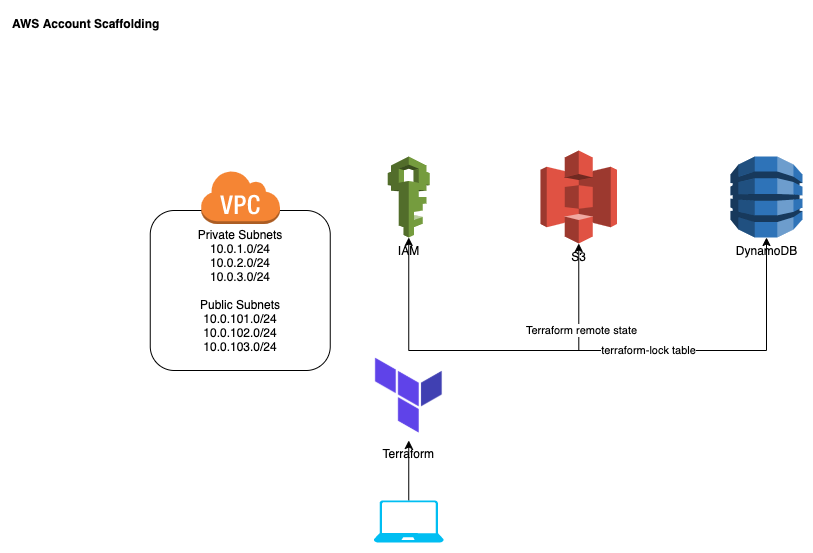 AWS Account Scaffolding
VPC
Private Subnets
10.0.1.0/24
10.0.2.0/24
10.0.3.0/24
Public Subnets
10.0.101.0/24
10.0.102.0/24
10.0.103.0/24
IAM
S3
DynamoDB
Terraform remote state
terraform-lock table
Terraform